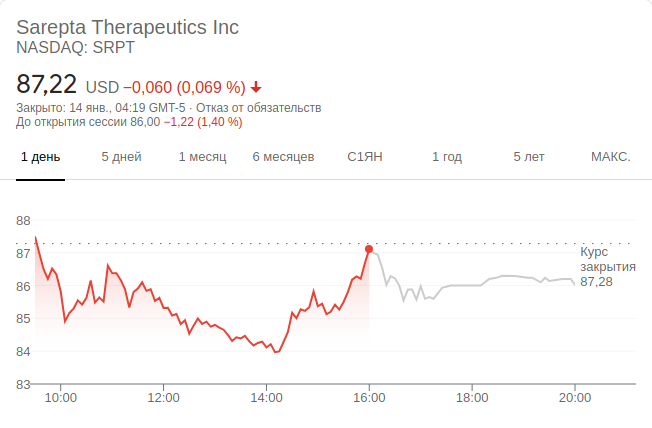 Sarepta Therapeutics Inc
NASDAQ: SRPT
87,22 USD −0,060 (0,069 %)
Закрыто: 14 янв., 04:19 GMT-5 · Отказ от обязательств
До открытия сессии 86,00 −1,22 (1,40 %)
1 день 5 дней 1 месяц 6 месяцев С1ЯН 1 год 5 лет МАКС.
88
87
86
85
84
83
Курс
закрытия
87,28
10:00 12:00 14:00 16:00 18:00 20:00